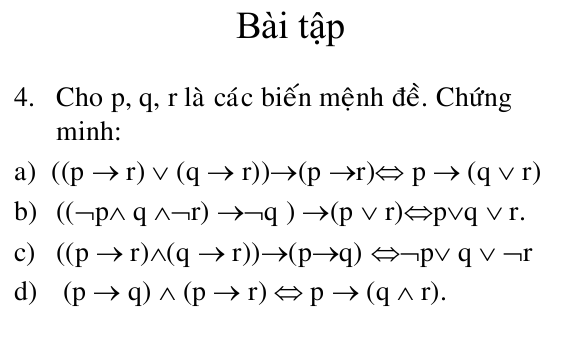 Bài tập
4. Cho p, q, r là các biến mệnh đề. Chứng
minh:
a) ((p → r) ∨ (q → r))→(p →r)⇔ p → (q ∨ r)
b) ((¬p∧ q ∧¬r) →¬q ) →(p ∨ r)⇔p∨q ∨ r.
c) ((p → r)∧(q → r))→(p→q) ⇔¬p∨ q ∨ ¬r
d) (p → q) ∧ (p → r) ⇔ p → (q ∧ r).